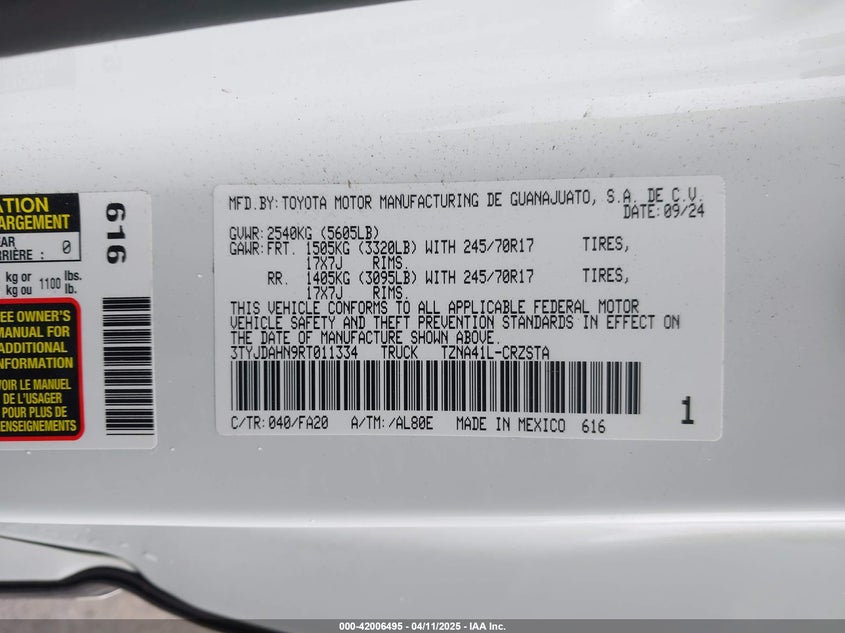 ATION
ARGEMENT
EAR
RRIÈRE : 0
kg or
kg ou 1100 lbs.
lb.
EE OWNER'S
MANUAL FOR
ADDITIONAL
INFORMATION
VOIR LE MANUEL
DE L'USAGER
POUR PLUS DE
RENSEIGNEMENTS
616
MFD.BY:TOYOTA MOTOR MANUFACTURING DE GUANAJUATO, S.A. DE C.V.
DATE:09/24
GVWR:2540KG (5605LB)
GAWR:FRT. 1505KG (3320LB) WITH 245/70R17 TIRES,
17X7J RIMS.
RR. 1405KG (3095LB) WITH 245/70R17 TIRES,
17X7J RIMS.
THIS VEHICLE CONFORMS TO ALL APPLICABLE FEDERAL MOTOR
VEHICLE SAFETY AND THEFT PREVENTION STANDARDS IN EFFECT ON
THE DATE OF MANUFACTURE SHOWN ABOVE.
3TYJDAHN9RT011334 TRUCK TZNA41L-CRZSTA
C/TR:040/FA20 A/TM:/AL80E MADE IN MEXICO 616
1
000-42006495 - 04/11/2025 - IAA Inc.